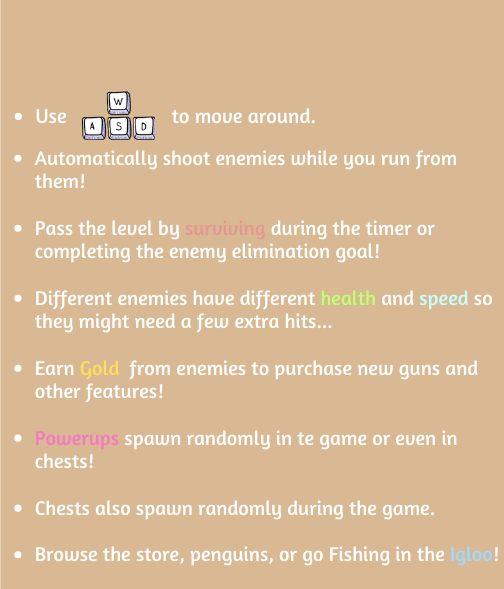 W
• Use A S D to move around.
• Automatically shoot enemies while you run from
them!
• Pass the level by surviving during the timer or
completing the enemy elimination goal!
• Different enemies have different health and speed so
they might need a few extra hits...
• Earn Gold from enemies to purchase new guns and
other features!
• Powerups spawn randomly in te game or even in
chests!
• Chests also spawn randomly during the game.
• Browse the store, penguins, or go Fishing in the Igloo!